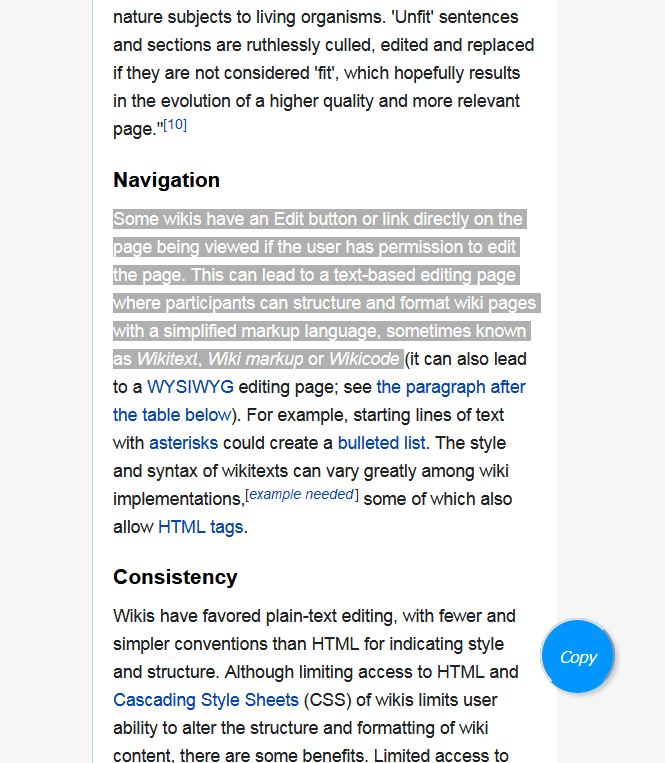 nature subjects to living organisms. 'Unfit' sentences
and sections are ruthlessly culled, edited and replaced
if they are not considered 'fit', which hopefully results
in the evolution of a higher quality and more relevant
page."[10]
Navigation
Some wikis have an Edit button or link directly on the
page being viewed if the user has permission to edit
the page. This can lead to a text-based editing page
where participants can structure and format wiki pages
with a simplified markup language, sometimes known
as Wikitext, Wiki markup or Wikicode (it can also lead
to a WYSIWYG editing page; see the paragraph after
the table below). For example, starting lines of text
with asterisks could create a bulleted list. The style
and syntax of wikitexts can vary greatly among wiki
implementations,[example needed] some of which also
allow HTML tags.
Consistency
Wikis have favored plain-text editing, with fewer and
simpler conventions than HTML for indicating style
and structure. Although limiting access to HTML and
Cascading Style Sheets (CSS) of wikis limits user
ability to alter the structure and formatting of wiki
content, there are some benefits. Limited access to
Copy